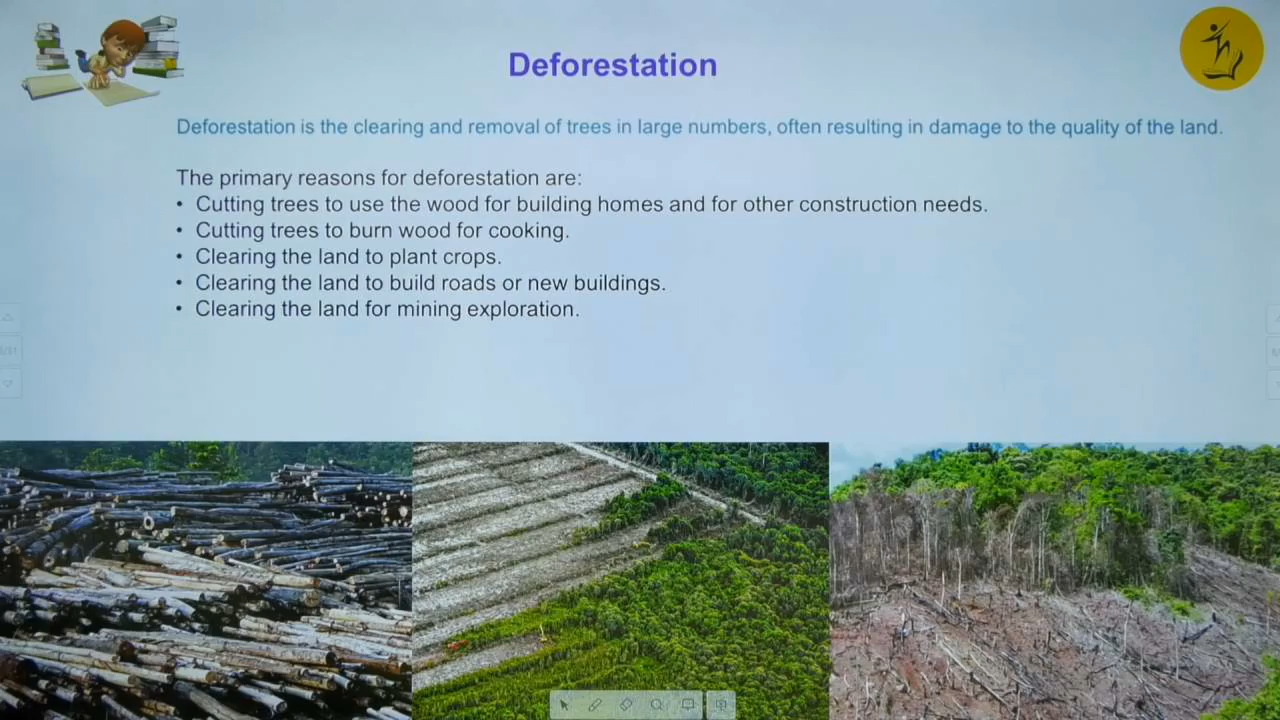 Deforestation
Deforestation is the clearing and removal of trees in large numbers, often resulting in damage to the quality of the land.
The primary reasons for deforestation are:
• Cutting trees to use the wood for building homes and for other construction needs.
• Cutting trees to burn wood for cooking.
• Clearing the land to plant crops.
• Clearing the land to build roads or new buildings.
• Clearing the land for mining exploration.